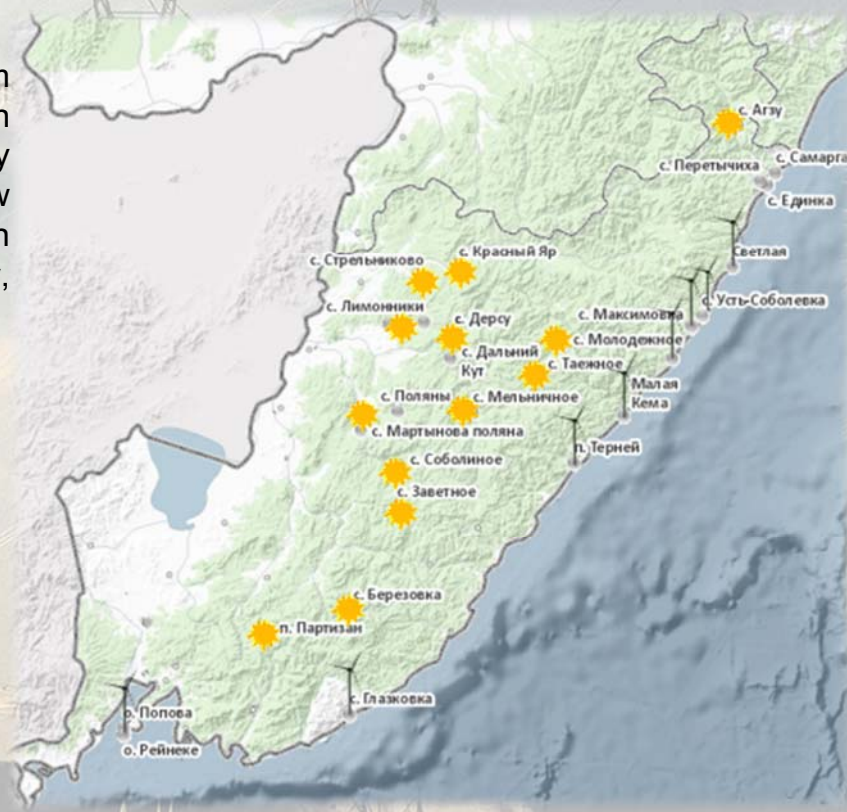 с. Агзу
с. Перетычиха
с. Самарга
с. Единка
Светлая
с. Красный Яр
с. Стрельниково
с. Усть-Соболевка
с. Лимонники
с. Максимовка
с. Дерсу
с. Молодежное
с. Дальний
Кут
с. Таежное
Малая
Кема
с. Поляны
с. Мельничное
с. Мартынова поляна
п. Терней
с. Соболиное
с. Заветное
с. Березовка
п. Партизан
с. Глазковка
о. Попова
о. Рейнеке